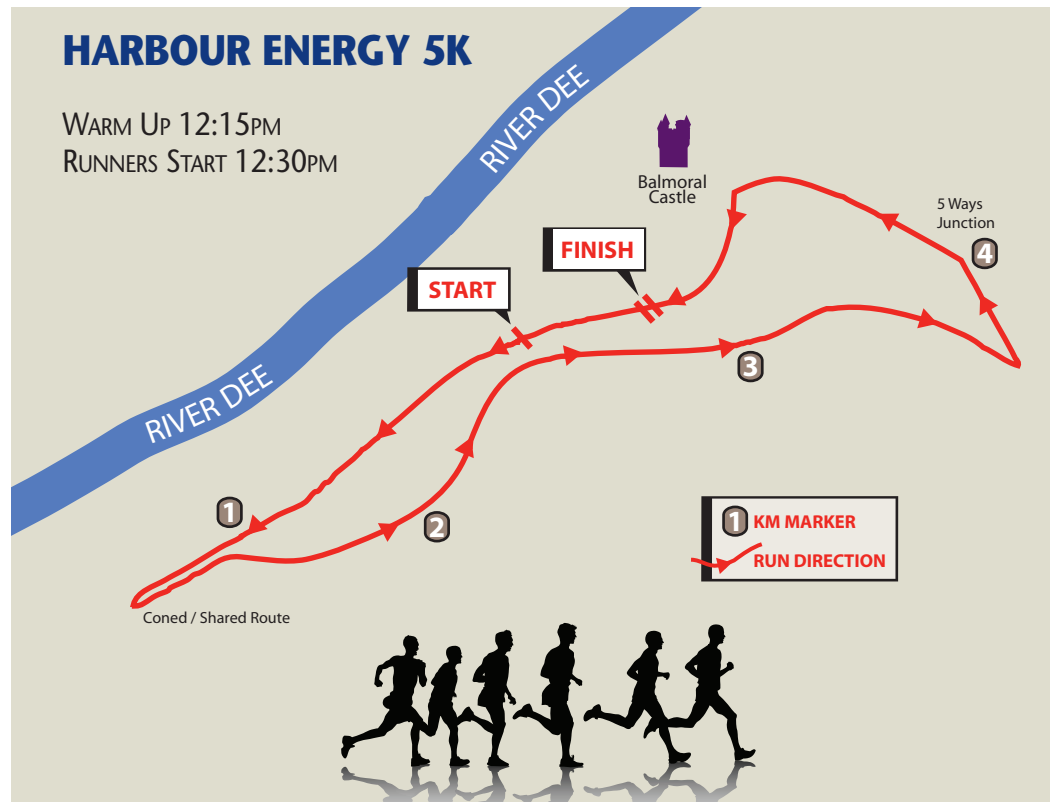 HARBOUR ENERGY 5K
WARM UP 12:15PM
RUNNERS START 12:30PM
RIVER DEE
Balmoral
Castle
5 Ways
Junction
4
FINISH
START
3
RIVER DEE
1
2
Coned / Shared Route
1 KM MARKER
RUN DIRECTION